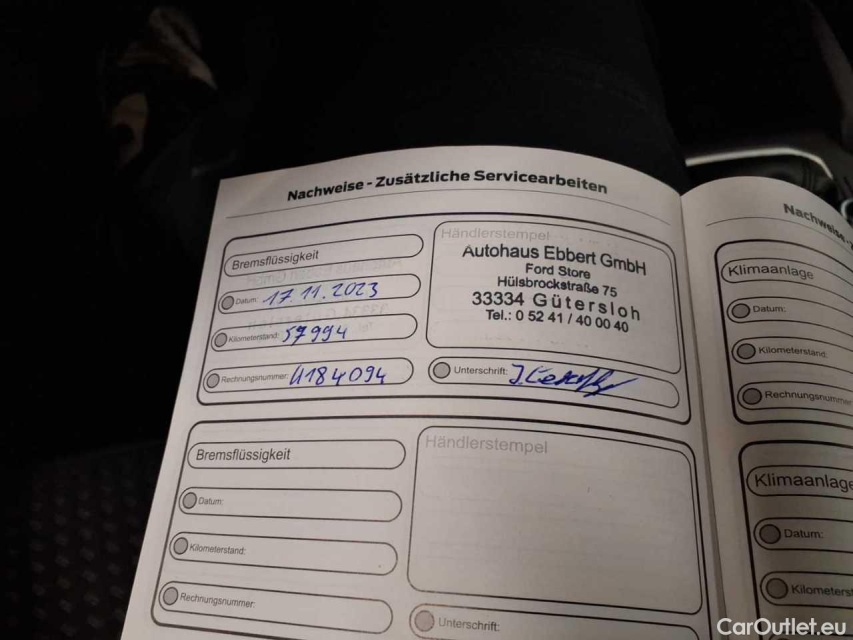 Nachweise - Zusätzliche Servicearbeiten
Bremsflüssigkeit
Datum: 17.11.2023
Kilometerstand: 57994
Rechnungsnummer: 4184094
Händlerstempel
Autohaus Ebbert GmbH
Ford Store
Hülsbrockstraße 75
33334 Gütersloh
Tel.: 0 52 41 / 40 00 40
Unterschrift:
Bremsflüssigkeit
Datum:
Kilometerstand:
Rechnungsnummer:
Händlerstempel
Unterschrift:
Nachweise -
Klimaanlage
Datum:
Kilometerstand:
Rechnungsnummer
Klimaanlage
Datum:
Kilometerst
CarOutlet.eu